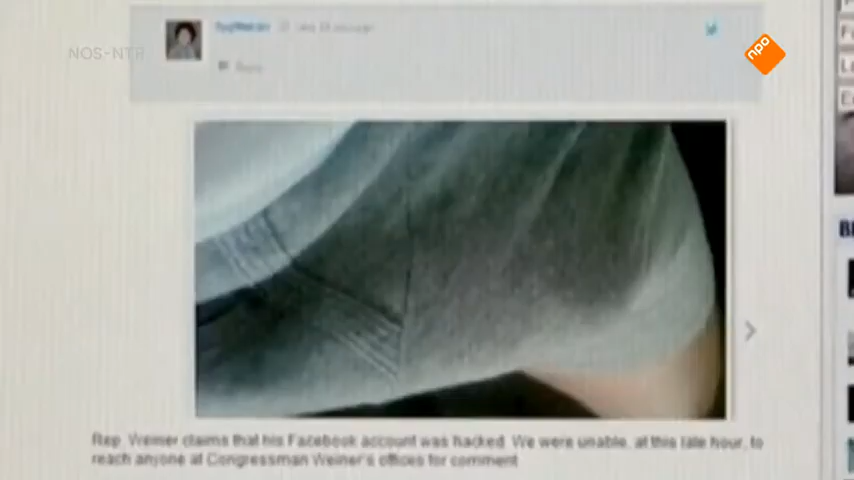 NOS-NTR
npo
Reply
Rep. Weiner claims that his Facebook account was hacked. We were unable, at this late hour, to
reach anyone at Congressman Weiner's offices for comment